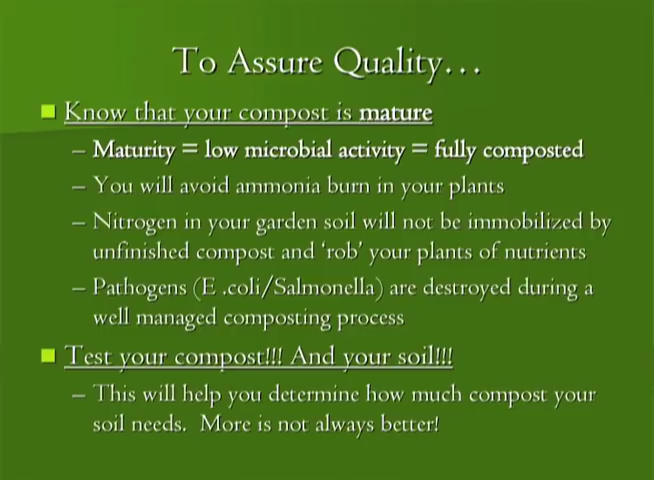 To Assure Quality…
Know that your compost is mature
– Maturity = low microbial activity = fully composted
– You will avoid ammonia burn in your plants
– Nitrogen in your garden soil will not be immobilized by
unfinished compost and ‘rob’ your plants of nutrients
– Pathogens (E .coli/Salmonella) are destroyed during a
well managed composting process
Test your compost!!! And your soil!!!
– This will help you determine how much compost your
soil needs.  More is not always better!